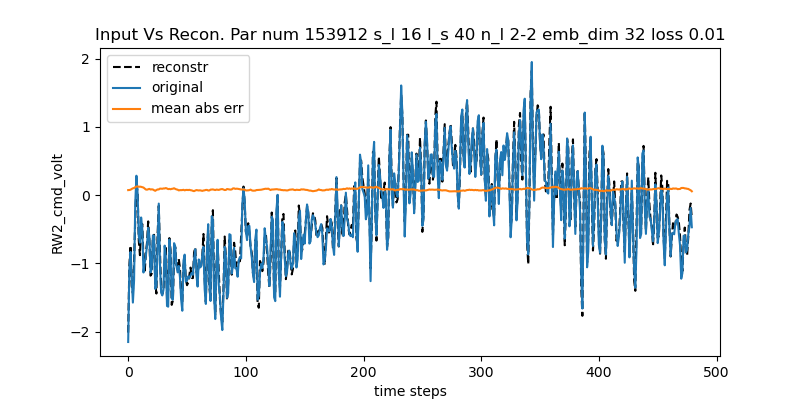 Input Vs Recon. Par num 153912 s_l 16 l_s 40 n_l 2-2 emb_dim 32 loss 0.01
reconstr
original
mean abs err
RW2_cmd_volt
2
1
0
−1
−2
0 100 200 300 400 500
time steps